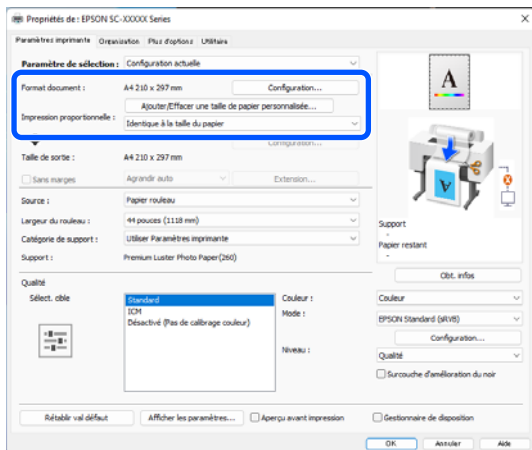 Propriétés de : EPSON SC-XXXXX Series
Paramètres imprimante Organisation Plus d'options Utilitaire
Paramètre de sélection : Configuration actuelle
Format document : A4 210 x 297 mm Configuration...
Ajouter/Effacer une taille de papier personnalisée...
Impression proportionnelle : Identique à la taille du papier
Configuration...
Taille de sortie : A4 210 x 297 mm
Sans marges Agrandir auto Extension...
Source : Papier rouleau
Largeur du rouleau : 44 pouces (1118 mm)
Catégorie de support : Utiliser Paramètres imprimante
Support : Premium Luster Photo Paper(260)
A
A
Support
-
Papier restant
-
Obt. infos
Qualité
Sélect. cible
Standard
ICM
Désactivé (Pas de calibrage couleur)
Couleur : Couleur
Mode : EPSON Standard (sRVB)
Configuration...
Niveau : Qualité
Surcouche d'amélioration du noir
Rétablir val défaut Afficher les paramètres... Aperçu avant impression Gestionnaire de disposition
OK Annuler Aide